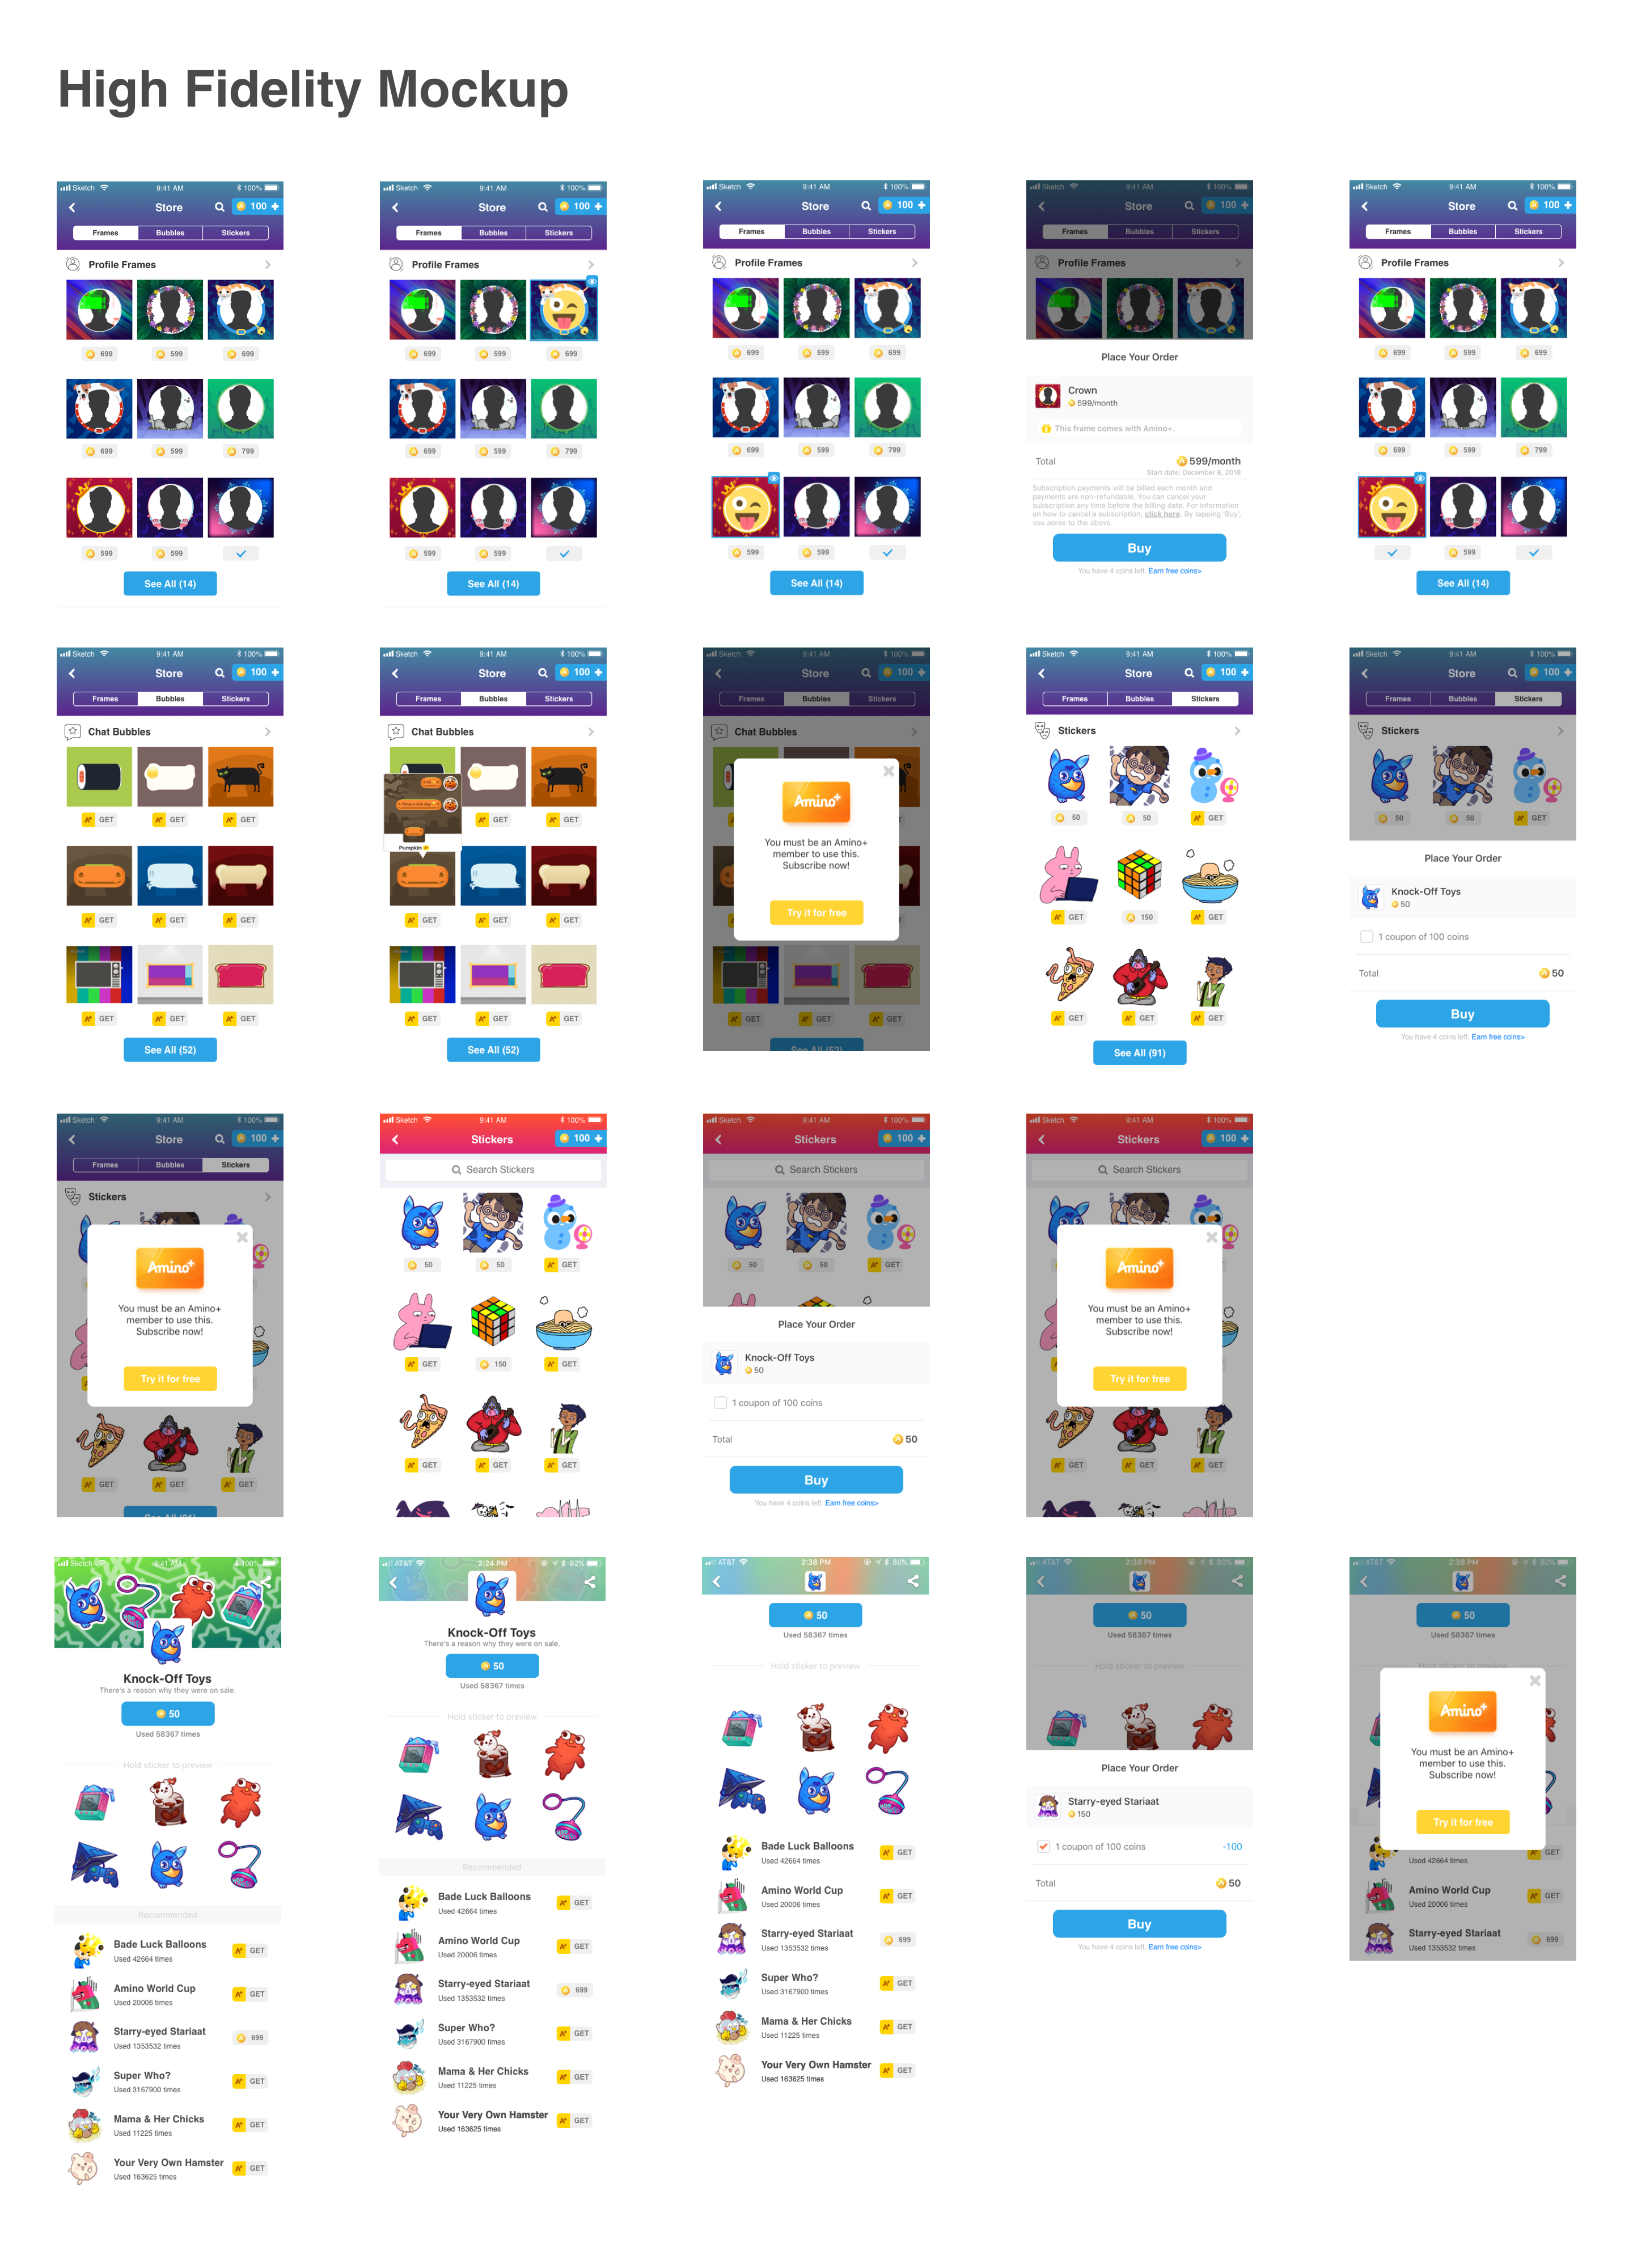 High Fidelity Mockup
Sketch 9:41 AM 100%
Store 100
Frames Bubbles Stickers
Profile Frames
699 599 699
699 599 799
599 599
See All (14)
Sketch 9:41 AM 100%
Store 100
Frames Bubbles Stickers
Profile Frames
699 599 699
699 599 799
599 599
See All (14)
Sketch 9:41 AM 100%
Store 100
Frames Bubbles Stickers
Profile Frames
699 599 699
699 599 799
599 599
See All (14)
Sketch 9:41 AM 100%
Store 100
Frames Bubbles Stickers
Profile Frames
Place Your Order
Crown
599/month
This frame comes with Amino+.
Total 599/month
Start date: December 8, 2018
Subscription payments will be billed each month and
payments are non-refundable. You can cancel your
subscription any time before the billing date. For information
on how to cancel a subscription, click here. By tapping 'Buy',
you agree to the above.
Buy
You have 4 coins left. Earn free coins>
Sketch 9:41 AM 100%
Store 100
Frames Bubbles Stickers
Profile Frames
699 599 699
699 599 799
599
See All (14)
Sketch 9:41 AM 100%
Store 100
Frames Bubbles Stickers
Chat Bubbles
A+ GET A+ GET A+ GET
A+ GET A+ GET A+ GET
A+ GET A+ GET A+ GET
See All (52)
Sketch 9:41 AM 100%
Store 100
Frames Bubbles Stickers
Chat Bubbles
Have a nice day
Pumpkin
A+ GET A+ GET
A+ GET A+ GET A+ GET
A+ GET A+ GET A+ GET
See All (52)
Sketch 9:41 AM 100%
Store 100
Frames Bubbles Stickers
Chat Bubbles
Amino+
You must be an Amino+
member to use this.
Subscribe now!
Try it for free
A+ GET A+ GET A+ GET
See All (52)
Sketch 9:41 AM 100%
Store 100
Frames Bubbles Stickers
Stickers
50 50 A+ GET
A+ GET 150 A+ GET
A+ GET A+ GET A+ GET
See All (91)
Sketch 9:41 AM 100%
Store 100
Frames Bubbles Stickers
Stickers
50 50 A+ GET
Place Your Order
Knock-Off Toys
50
1 coupon of 100 coins
Total 50
Buy
You have 4 coins left. Earn free coins>
Sketch 9:41 AM 100%
Store 100
Frames Bubbles Stickers
Stickers
Amino+
You must be an Amino+
member to use this.
Subscribe now!
Try it for free
A+ GET A+ GET A+ GET
See All (91)
Sketch 9:41 AM 100%
Stickers 100
Search Stickers
50 50 A+ GET
A+ GET 150 A+ GET
A+ GET A+ GET A+ GET
Sketch 9:41 AM 100%
Stickers 100
Search Stickers
50 50 A+ GET
Place Your Order
Knock-Off Toys
50
1 coupon of 100 coins
Total 50
Buy
You have 4 coins left. Earn free coins>
Sketch 9:41 AM 100%
Stickers 100
Search Stickers
Amino+
You must be an Amino+
member to use this.
Subscribe now!
Try it for free
A+ GET A+ GET A+ GET
Sketch 9:41 AM 100%
Knock-Off Toys
There's a reason why they were on sale.
50
Used 58367 times
Hold sticker to preview
Recommended
Bade Luck Balloons
Used 42664 times
A+ GET
Amino World Cup
Used 20006 times
A+ GET
Starry-eyed Stariaat
Used 1353532 times
699
Super Who?
Used 3167900 times
A+ GET
Mama & Her Chicks
Used 11225 times
A+ GET
Your Very Own Hamster
Used 163625 times
A+ GET
AT&T 2:24 PM 82%
Knock-Off Toys
There's a reason why they were on sale.
50
Used 58367 times
Hold sticker to preview
Recommended
Bade Luck Balloons
Used 42664 times
A+ GET
Amino World Cup
Used 20006 times
A+ GET
Starry-eyed Stariaat
Used 1353532 times
699
Super Who?
Used 3167900 times
A+ GET
Mama & Her Chicks
Used 11225 times
A+ GET
Your Very Own Hamster
Used 163625 times
A+ GET
AT&T 2:38 PM 80%
50
Used 58367 times
Hold sticker to preview
Bade Luck Balloons
Used 42664 times
A+ GET
Amino World Cup
Used 20006 times
A+ GET
Starry-eyed Stariaat
Used 1353532 times
699
Super Who?
Used 3167900 times
A+ GET
Mama & Her Chicks
Used 11225 times
A+ GET
Your Very Own Hamster
Used 163625 times
A+ GET
AT&T 2:38 PM 80%
50
Used 58367 times
Hold sticker to preview
Place Your Order
Starry-eyed Stariaat
150
1 coupon of 100 coins -100
Total 50
Buy
You have 4 coins left. Earn free coins>
AT&T 2:38 PM 80%
50
Used 58367 times
Hold sticker to preview
Amino+
You must be an Amino+
member to use this.
Subscribe now!
Try it for free
GET
Used 42664 times
Amino World Cup
Used 20006 times
A+ GET
Starry-eyed Stariaat
Used 1353532 times
699